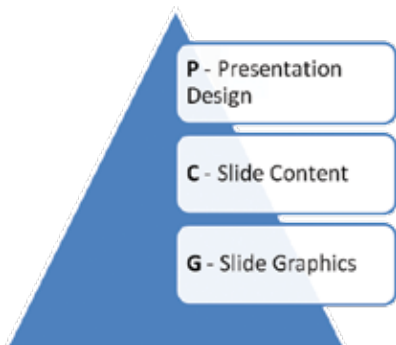 P - Presentation
Design
C - Slide Content
G - Slide Graphics